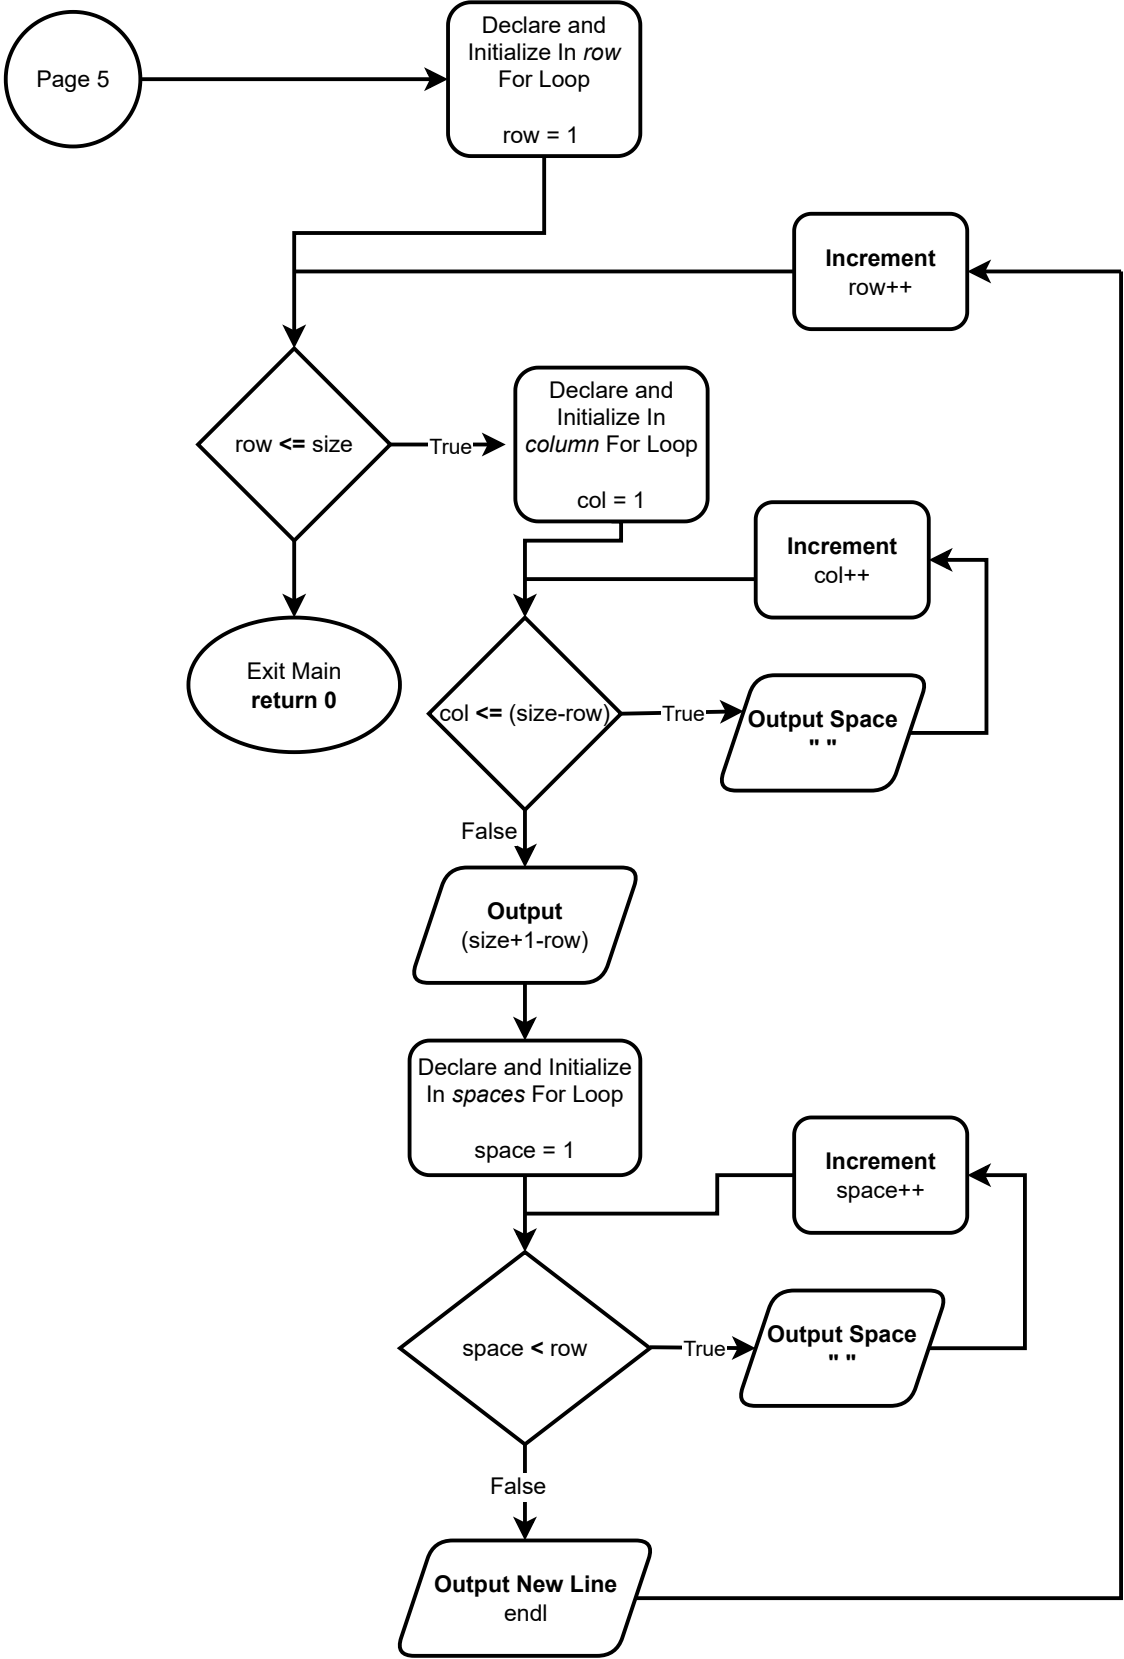 Page 5
Declare and
Initialize In row
For Loop
row = 1
Increment
row++
row <= size
True
Declare and
Initialize In
column For Loop
col = 1
Increment
col++
Exit Main
return 0
col <= (size-row)
True
Output Space
" "
False
Output
(size+1-row)
Declare and Initialize
In spaces For Loop
space = 1
Increment
space++
space < row
True
Output Space
" "
False
Output New Line
endl